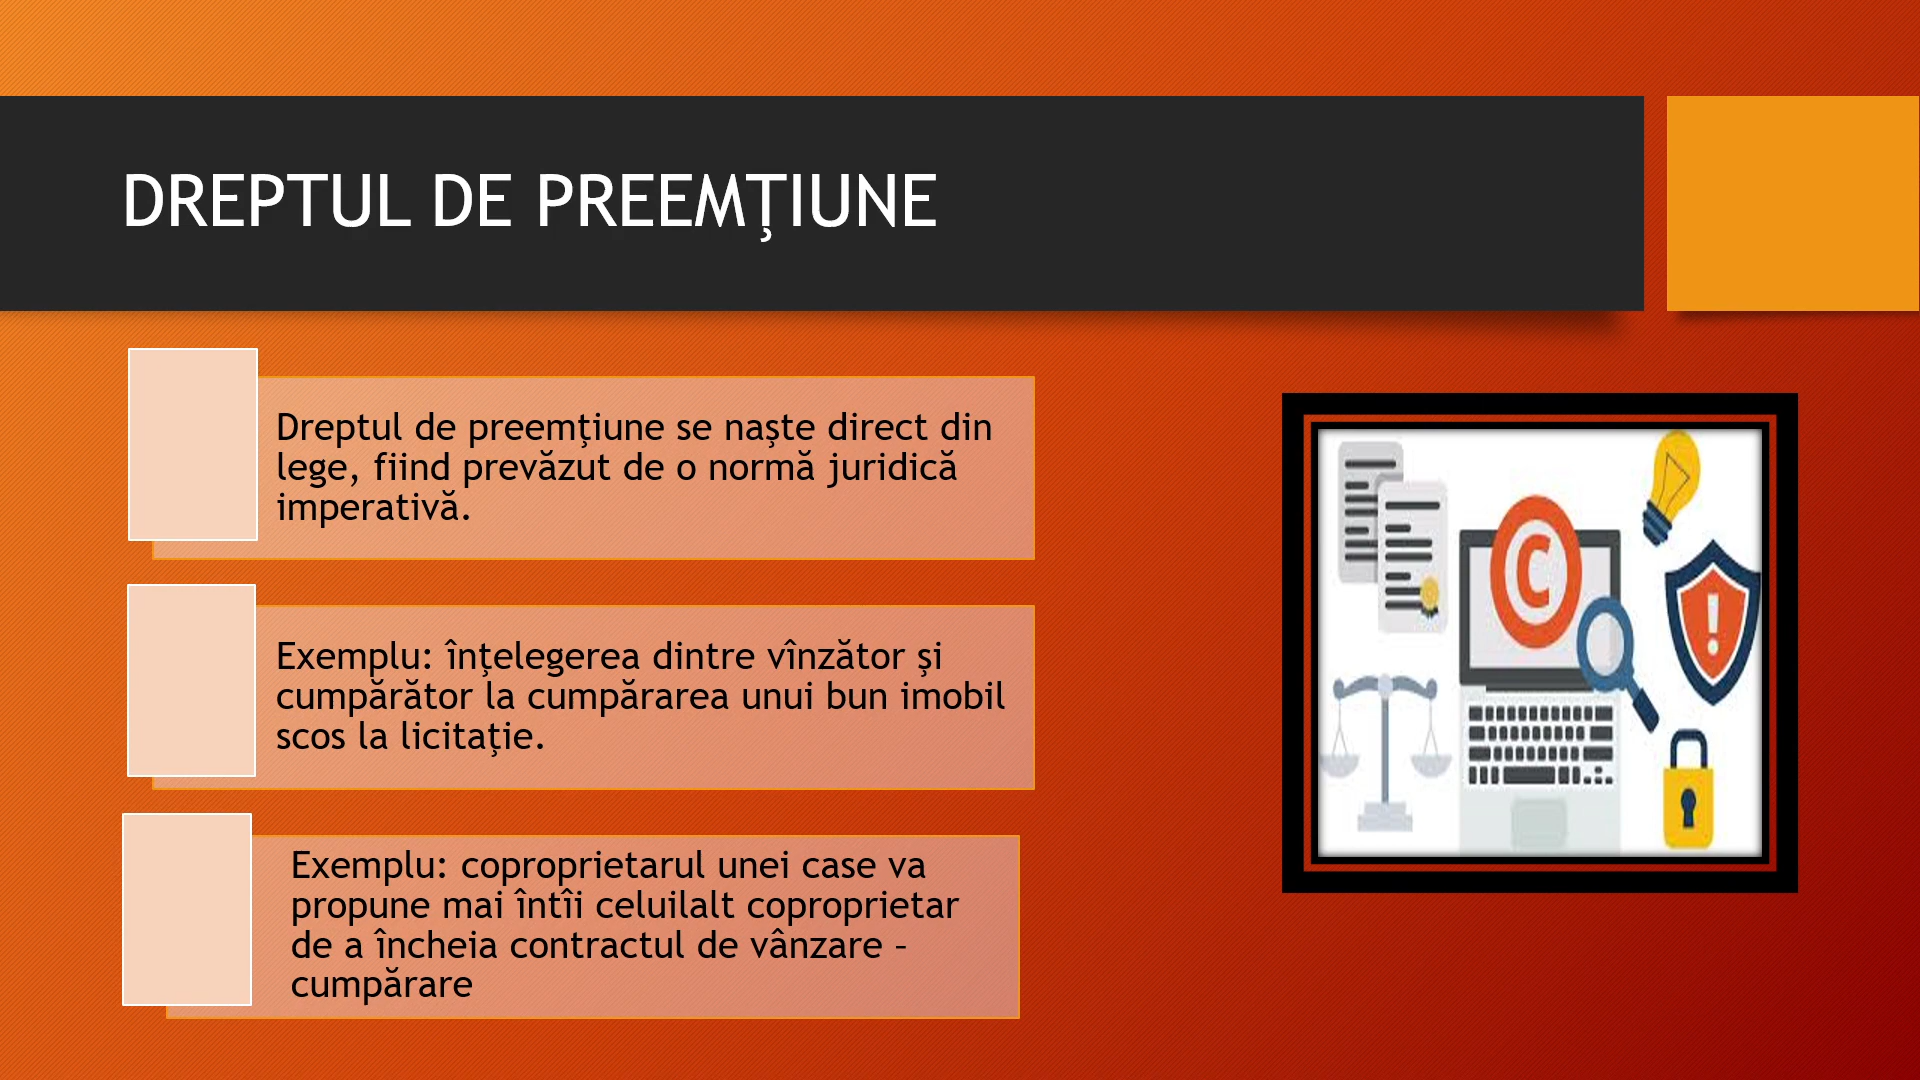 DREPTUL DE PREEMŢIUNE
Dreptul de preemţiune se naşte direct din
lege, fiind prevăzut de o normă juridică
imperativă.
Exemplu: înţelegerea dintre vînzător şi
cumpărător la cumpărarea unui bun imobil
scos la licitaţie.
Exemplu: coproprietarul unei case va
propune mai întîi celuilalt coproprietar
de a încheia contractul de vânzare –
cumpărare
C
!